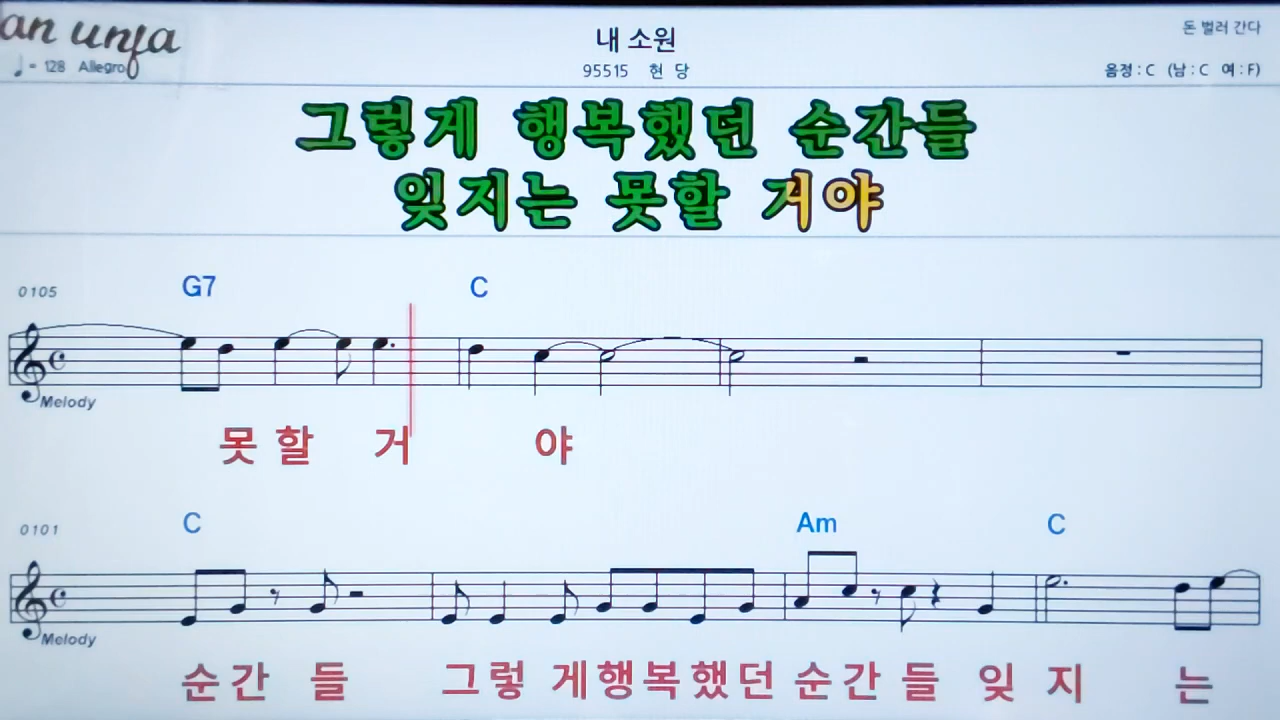 an unja
돈 벌러 간다
내 소원
♩= 128 Allegro
95515 현 당
음정 : C (남 : C 여 : F)
그렇게 행복했던 순간들
잊지는 못할 거야
0105
G7 C
Melody
못 할 거 야
0101
C Am C
Melody
순 간 들 그 렇 게 행 복 했 던 순 간 들 잊 지 는